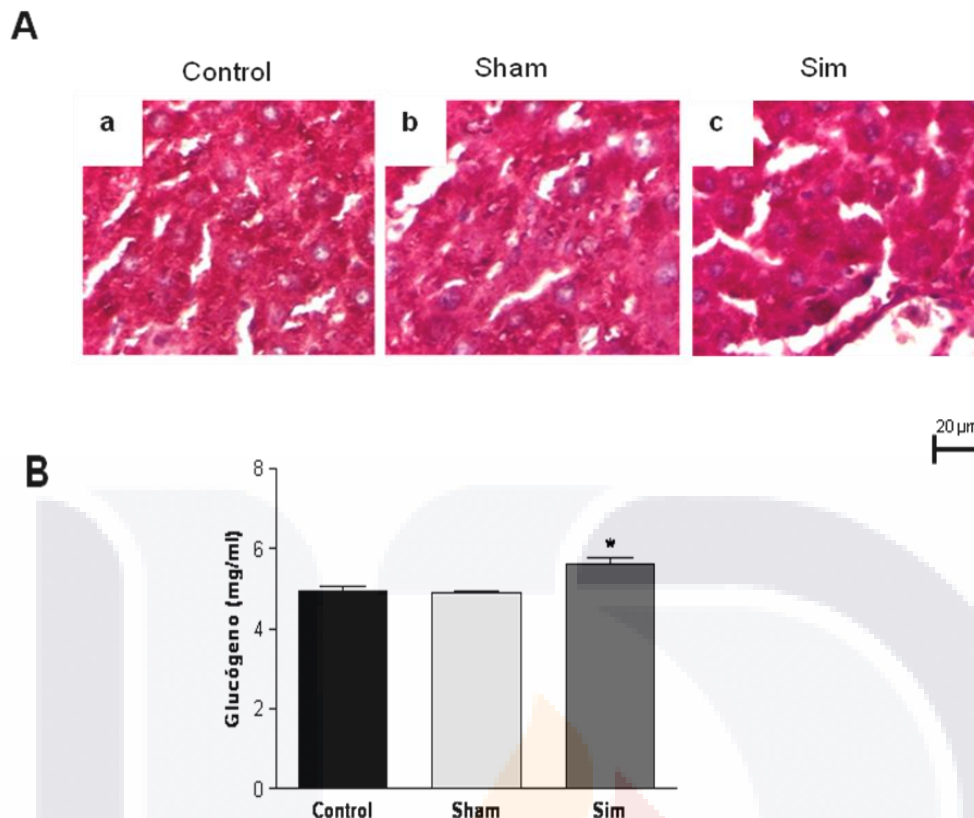 A
Control Sham Sim
a b c
20 µm
B
Glucógeno (mg/ml)
8
6
4
2
0
*
Control Sham Sim